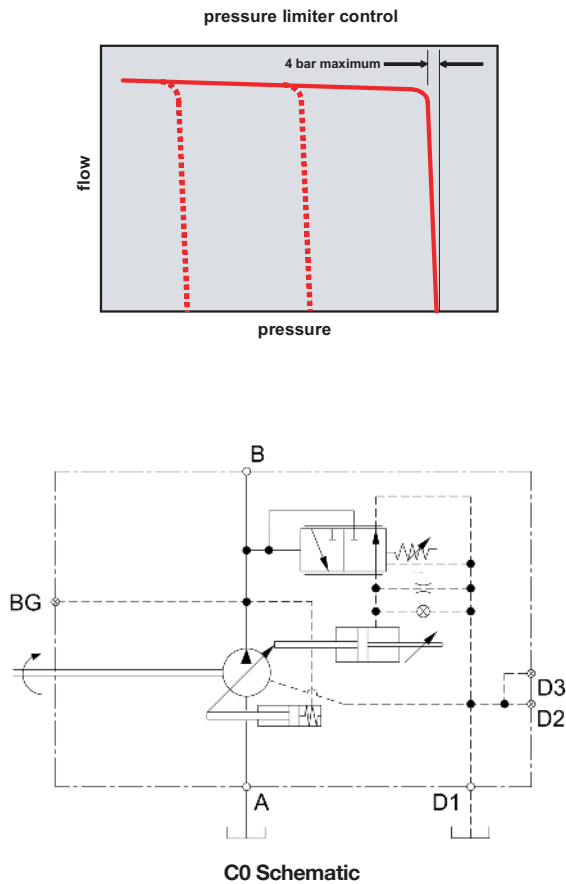 pressure limiter control
4 bar maximum
flow
pressure
B
BG
D3
D2
A
D1
C0 Schematic